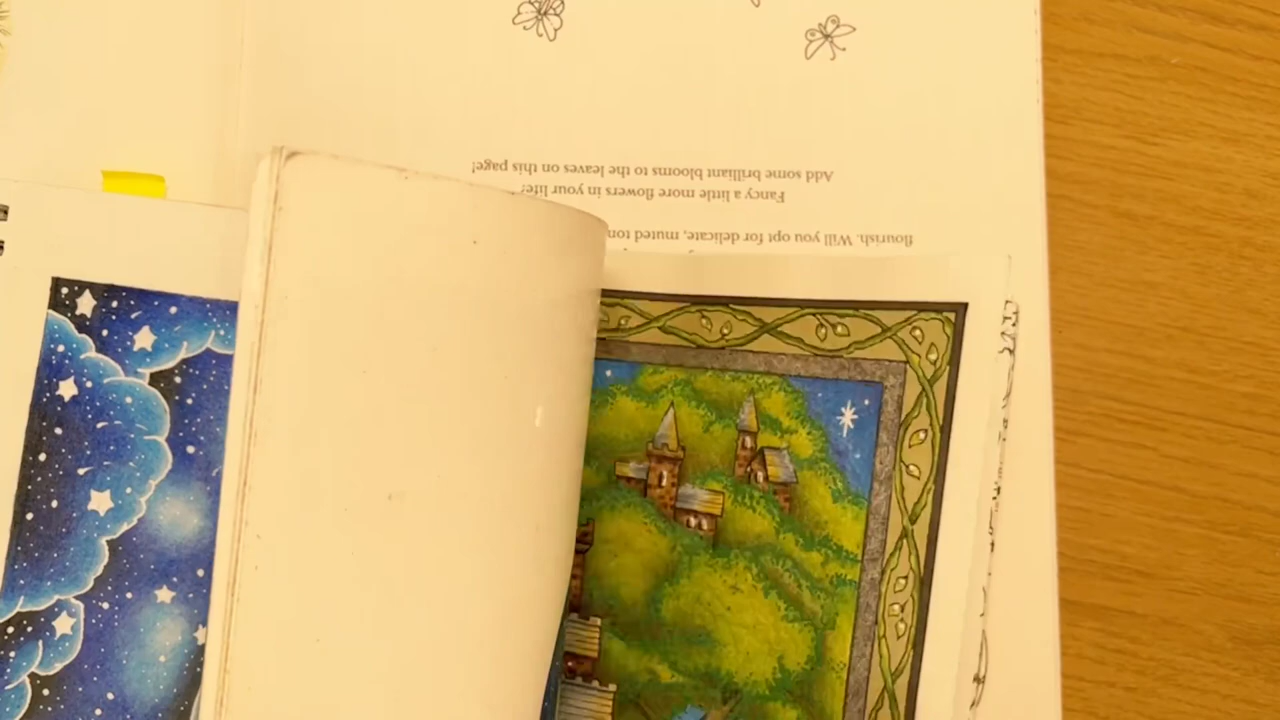 flourish. Will you opt for delicate, muted
Fancy a little more flowers in your life?
Add some brilliant blooms to the leaves on this page!